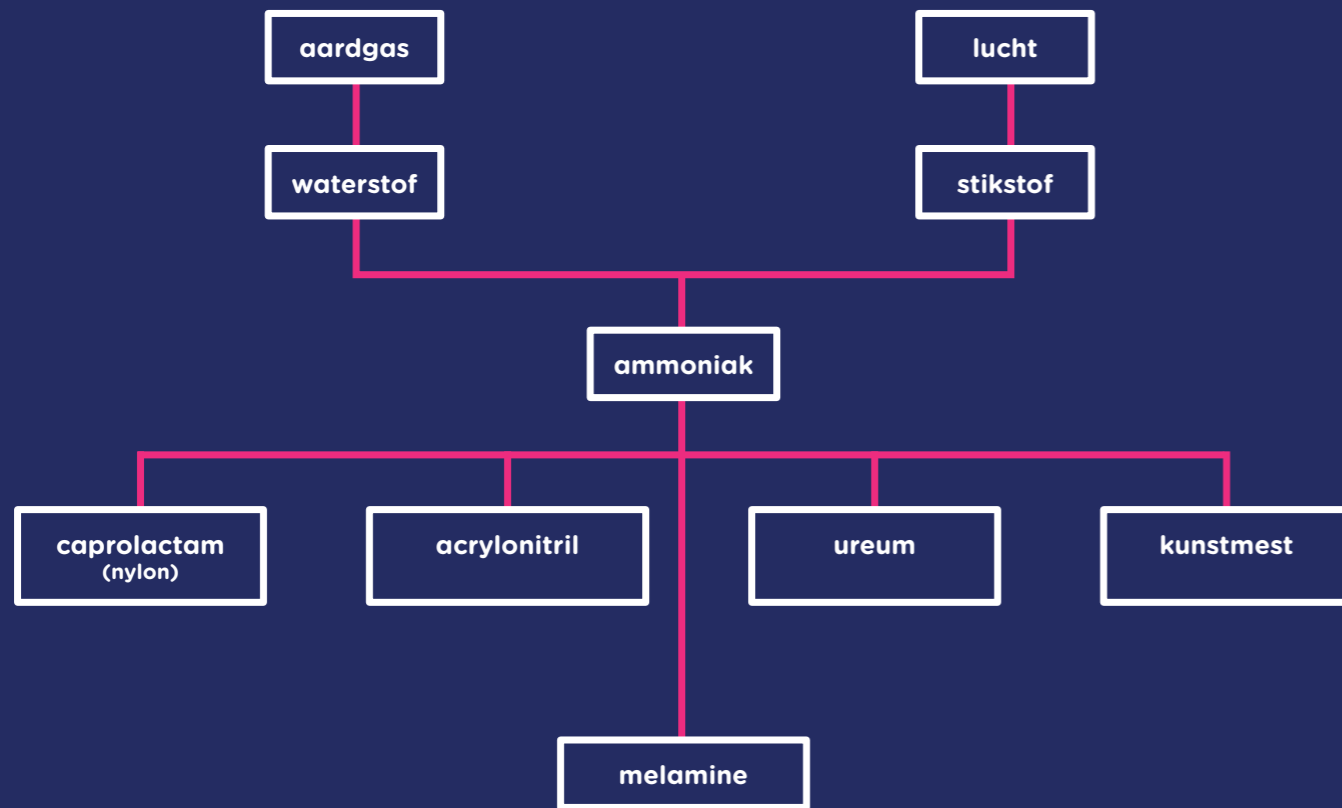 aardgas
lucht
waterstof
stikstof
ammoniak
caprolactam
(nylon)
acrylonitril
ureum
kunstmest
melamine